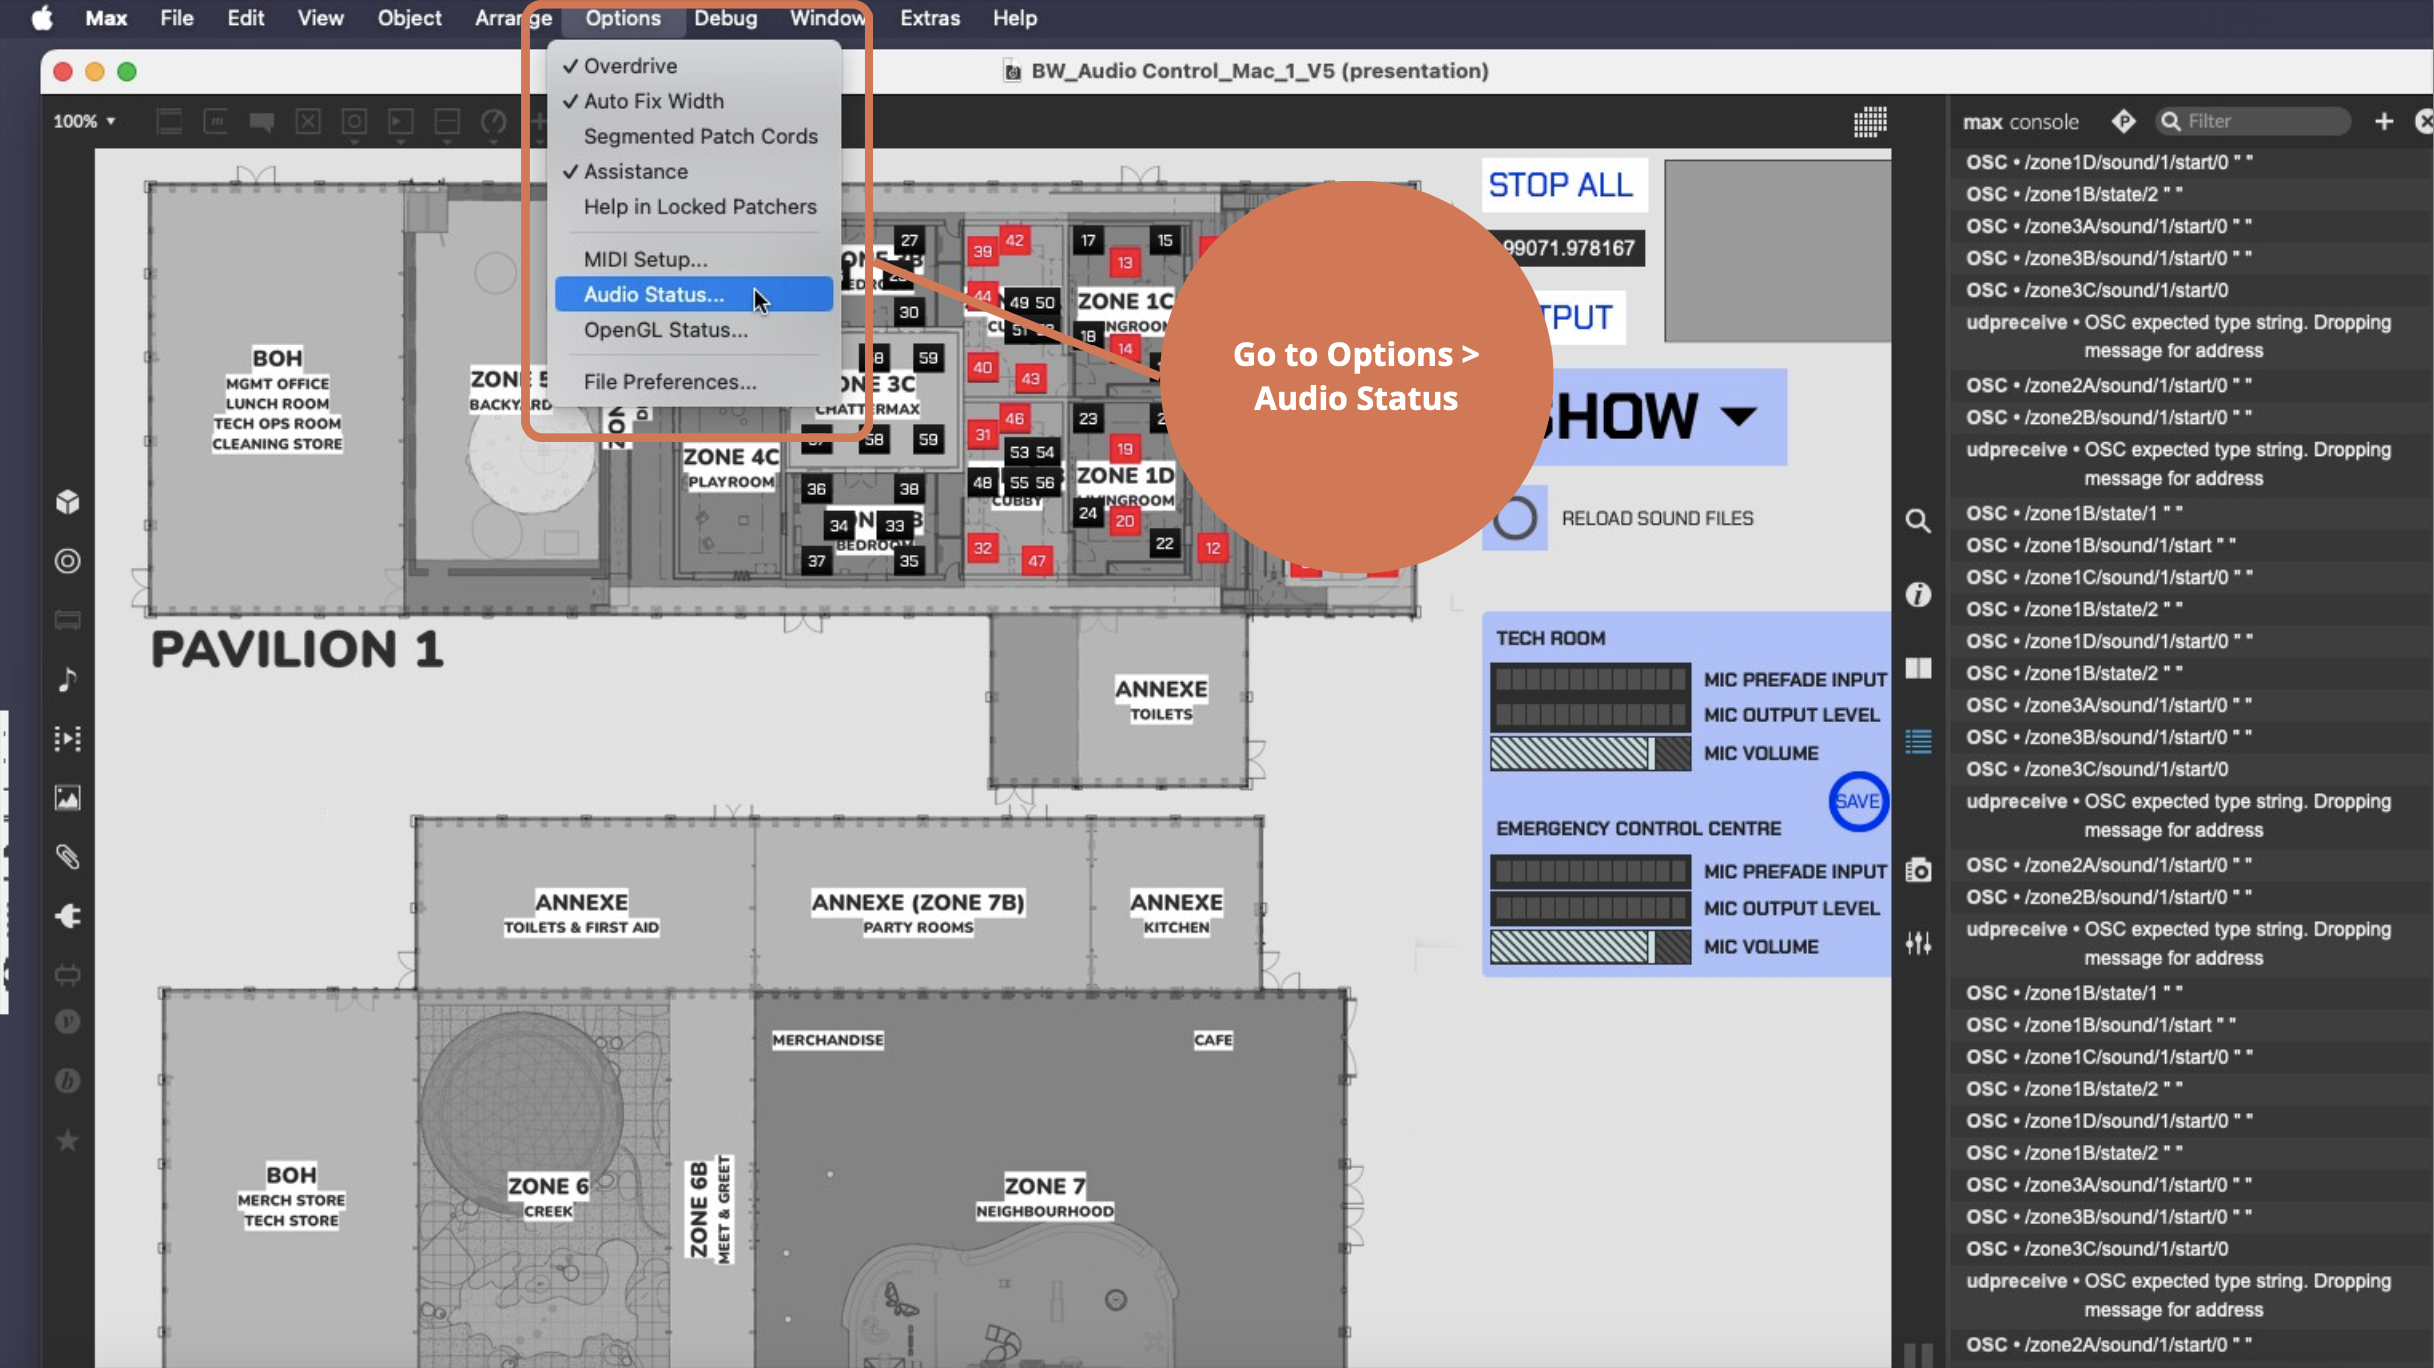 Max File Edit View Object Arrange Options Debug Window Extras Help
BW_Audio Control_Mac_1_V5 (presentation)
100%
✓ Overdrive
✓ Auto Fix Width
Segmented Patch Cords
✓ Assistance
Help in Locked Patchers
MIDI Setup...
Audio Status...
OpenGL Status...
File Preferences...
Go to Options >
Audio Status
STOP ALL
99071.978167
SHOW
RELOAD SOUND FILES
TECH ROOM
MIC PREFADE INPUT
MIC OUTPUT LEVEL
MIC VOLUME
SAVE
EMERGENCY CONTROL CENTRE
MIC PREFADE INPUT
MIC OUTPUT LEVEL
MIC VOLUME
BOH
MGMT OFFICE
LUNCH ROOM
TECH OPS ROOM
CLEANING STORE
ZONE 5
BACKYARD
ZONE 4C
PLAYROOM
ZONE 3C
CHATTERMAX
BEDROOM
CUBBY
ZONE 1C
ZONE 1D
LIVINGROOM
27
30
59
58
59
36
38
34
33
37
35
39
42
44
49 50
40
43
46
31
53 54
48
55 56
32
47
17
15
13
18
14
23
19
24
20
22
12
PAVILION 1
ANNEXE
TOILETS
ANNEXE
TOILETS & FIRST AID
ANNEXE (ZONE 7B)
PARTY ROOMS
ANNEXE
KITCHEN
MERCHANDISE
CAFE
BOH
MERCH STORE
TECH STORE
ZONE 6
CREEK
ZONE 6B
MEET & GREET
ZONE 7
NEIGHBOURHOOD
max console
Filter
OSC • /zone1D/sound/1/start/0 " "
OSC • /zone1B/state/2 " "
OSC • /zone3A/sound/1/start/0 " "
OSC • /zone3B/sound/1/start/0 " "
OSC • /zone3C/sound/1/start/0
udpreceive • OSC expected type string. Dropping
message for address
OSC • /zone2A/sound/1/start/0 " "
OSC • /zone2B/sound/1/start/0 " "
udpreceive • OSC expected type string. Dropping
message for address
OSC • /zone1B/state/1 " "
OSC • /zone1B/sound/1/start " "
OSC • /zone1C/sound/1/start/0 " "
OSC • /zone1B/state/2 " "
OSC • /zone1D/sound/1/start/0 " "
OSC • /zone1B/state/2 " "
OSC • /zone3A/sound/1/start/0 " "
OSC • /zone3B/sound/1/start/0 " "
OSC • /zone3C/sound/1/start/0
udpreceive • OSC expected type string. Dropping
message for address
OSC • /zone2A/sound/1/start/0 " "
OSC • /zone2B/sound/1/start/0 " "
udpreceive • OSC expected type string. Dropping
message for address
OSC • /zone1B/state/1 " "
OSC • /zone1B/sound/1/start " "
OSC • /zone1C/sound/1/start/0 " "
OSC • /zone1B/state/2 " "
OSC • /zone1D/sound/1/start/0 " "
OSC • /zone1B/state/2 " "
OSC • /zone3A/sound/1/start/0 " "
OSC • /zone3B/sound/1/start/0 " "
OSC • /zone3C/sound/1/start/0
udpreceive • OSC expected type string. Dropping
message for address
OSC • /zone2A/sound/1/start/0 " "